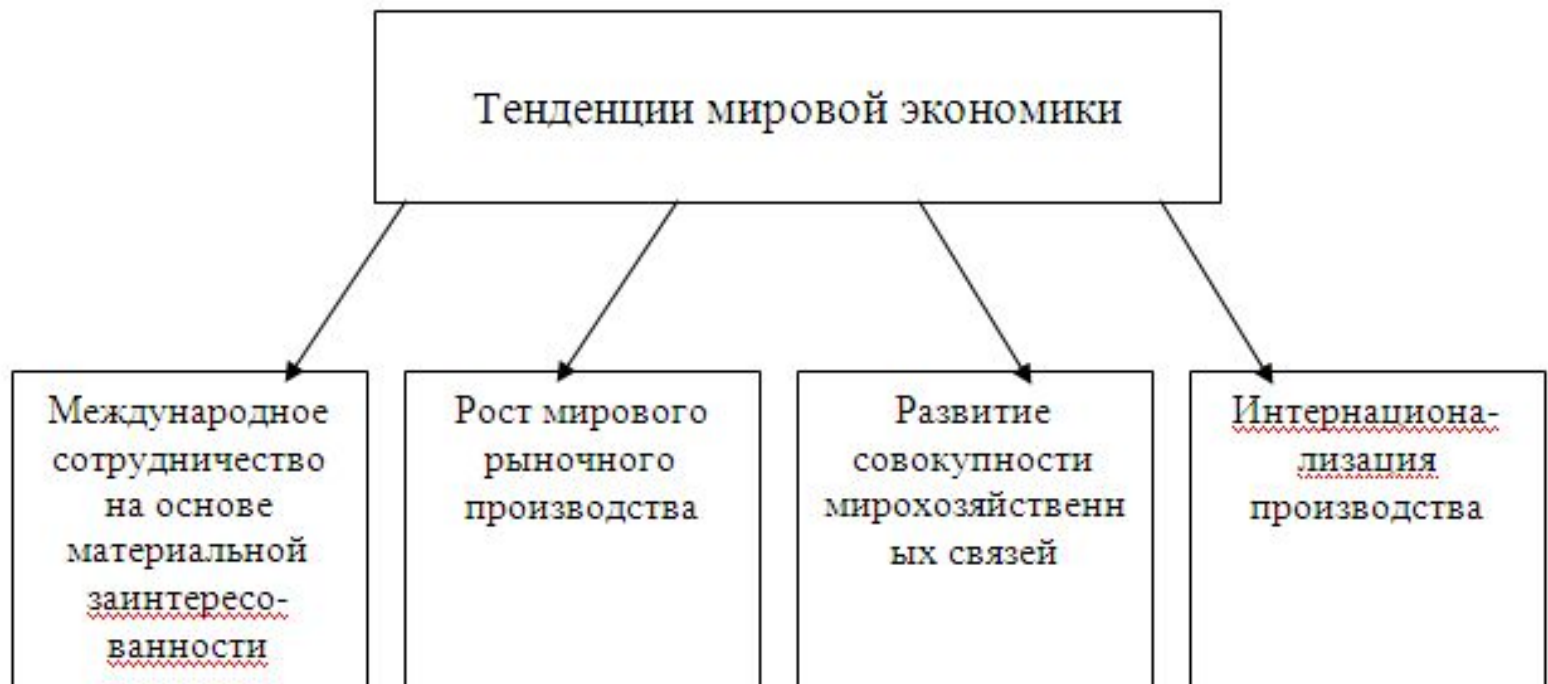 Тенденции мировой экономики
Международное
сотрудничество
на основе
материальной
заинтересо-
ванности
Рост мирового
рыночного
производства
Развитие
совокупности
мирохозяйственн
ых связей
Интернациона-
лизация
производства